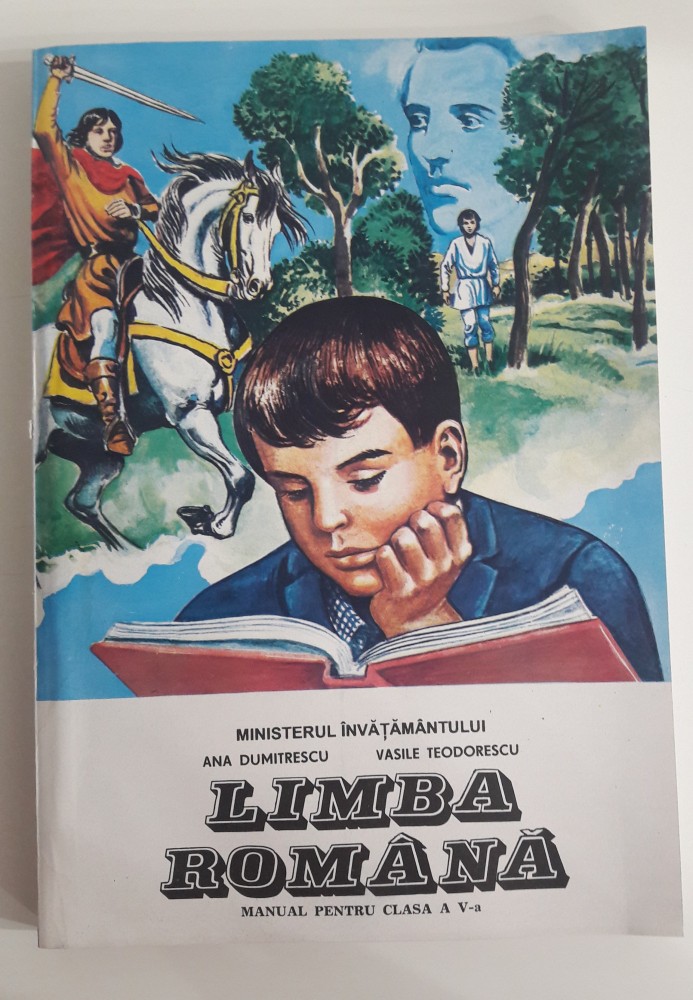 MINISTERUL ÎNVĂȚĂMÂNTULUI
ANA DUMITRESCU VASILE TEODORESCU
LIMBA
ROMÂNĂ
MANUAL PENTRU CLASA A V-a